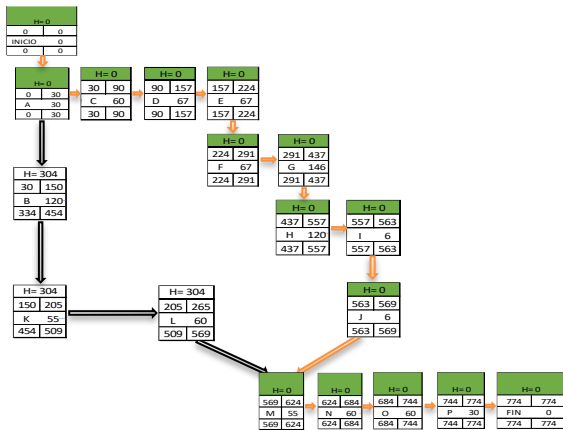 H= 0
0 0
INICIO 0
0 0
H= 0
0 30
A 30
0 30
H= 0
30 90
C 60
30 90
H= 0
90 157
D 67
90 157
H= 0
157 224
E 67
157 224
H= 0
224 291
F 67
224 291
H= 0
291 437
G 146
291 437
H= 304
30 150
B 120
334 454
H= 0
437 557
H 120
437 557
H= 0
557 563
I 6
557 563
H= 304
150 205
K 55
454 509
H= 304
205 265
L 60
509 569
H= 0
563 569
J 6
563 569
H= 0
569 624
M 55
569 624
H= 0
624 684
N 60
624 684
H= 0
684 744
O 60
684 744
H= 0
744 774
P 30
744 774
H= 0
774 774
FIN 0
774 774